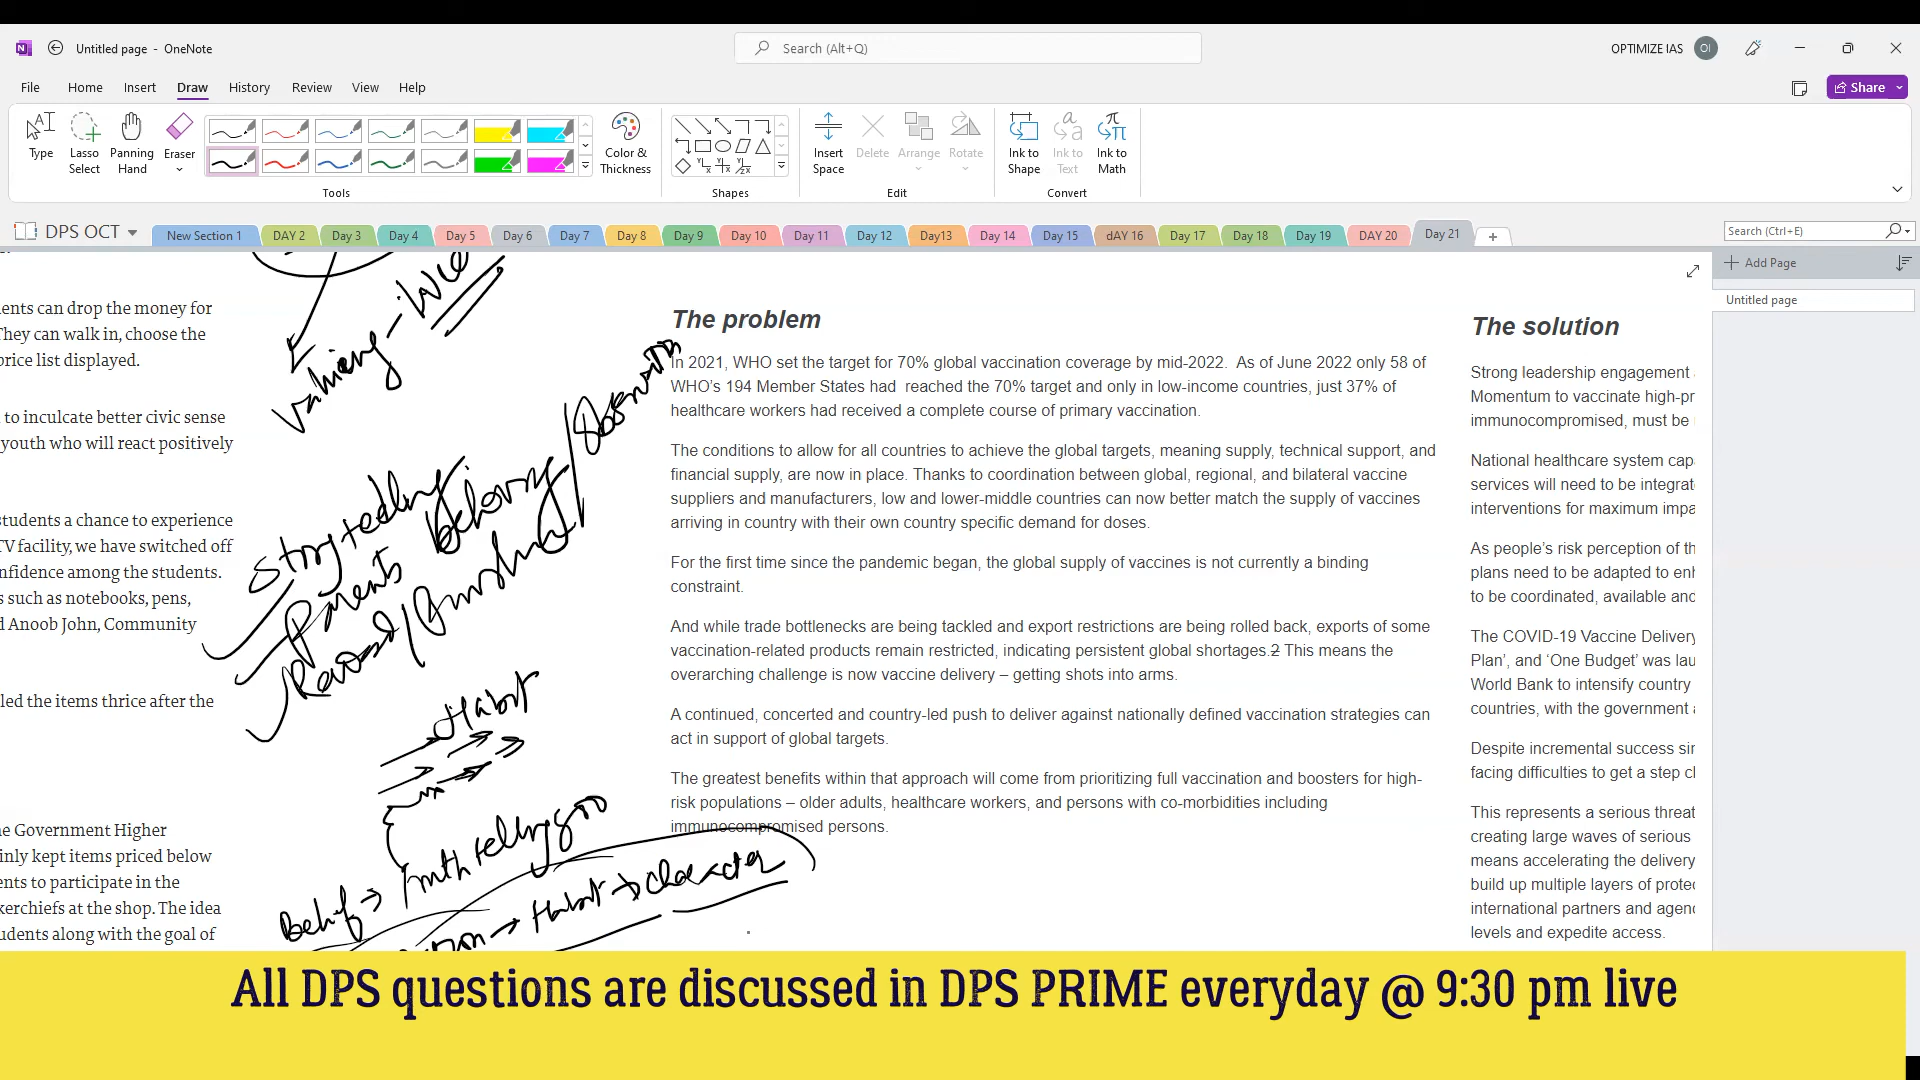 Untitled page - OneNote
Search (Alt+Q)
OPTIMIZE IAS
OI
File Home Insert Draw History Review View Help
Share
Type
Lasso Select
Panning Hand
Eraser
Color & Thickness
Insert Space
Delete
Arrange
Rotate
Ink to Shape
Ink to Text
Ink to Math
Tools
Shapes
Edit
Convert
DPS OCT
New Section 1 DAY 2 Day 3 Day 4 Day 5 Day 6 Day 7 Day 8 Day 9 Day 10 Day 11 Day 12 Day13 Day 14 Day 15 dAY 16 Day 17 Day 18 Day 19 DAY 20 Day 21
Search (Ctrl+E)
Add Page
Untitled page
ents can drop the money for
They can walk in, choose the
price list displayed.
to inculcate better civic sense
youth who will react positively
students a chance to experience
TV facility, we have switched off
nfidence among the students.
s such as notebooks, pens,
d Anoob John, Community
led the items thrice after the
ne Government Higher
inly kept items priced below
ents to participate in the
kerchiefs at the shop. The idea
udents along with the goal of
Storytelling
Parents
Reward / Punishment /
Habit
Truth telling
Belief →
→ Habit → character
The problem
In 2021, WHO set the target for 70% global vaccination coverage by mid-2022. As of June 2022 only 58 of
WHO's 194 Member States had reached the 70% target and only in low-income countries, just 37% of
healthcare workers had received a complete course of primary vaccination.
The conditions to allow for all countries to achieve the global targets, meaning supply, technical support, and
financial supply, are now in place. Thanks to coordination between global, regional, and bilateral vaccine
suppliers and manufacturers, low and lower-middle countries can now better match the supply of vaccines
arriving in country with their own country specific demand for doses.
For the first time since the pandemic began, the global supply of vaccines is not currently a binding
constraint.
And while trade bottlenecks are being tackled and export restrictions are being rolled back, exports of some
vaccination-related products remain restricted, indicating persistent global shortages.2 This means the
overarching challenge is now vaccine delivery – getting shots into arms.
A continued, concerted and country-led push to deliver against nationally defined vaccination strategies can
act in support of global targets.
The greatest benefits within that approach will come from prioritizing full vaccination and boosters for high-
risk populations – older adults, healthcare workers, and persons with co-morbidities including
immunocompromised persons.
The solution
Strong leadership engagement
Momentum to vaccinate high-pr
immunocompromised, must be
National healthcare system cap
services will need to be integrat
interventions for maximum impa
As people's risk perception of th
plans need to be adapted to enh
to be coordinated, available and
The COVID-19 Vaccine Delivery
Plan', and 'One Budget' was lau
World Bank to intensify country
countries, with the government
Despite incremental success sin
facing difficulties to get a step cl
This represents a serious threat
creating large waves of serious
means accelerating the delivery
build up multiple layers of protec
international partners and agenc
levels and expedite access.
All DPS questions are discussed in DPS PRIME everyday @ 9:30 pm live